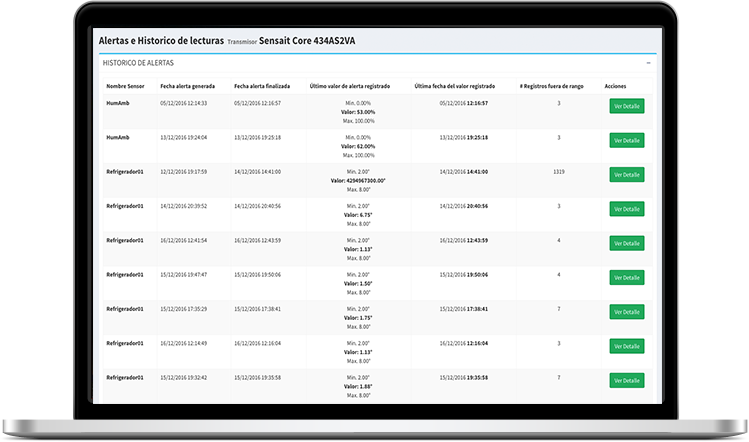 Alertas e Historico de lecturas Transmisor Sensait Core 434AS2VA
HISTORICO DE ALERTAS
Nombre Sensor Fecha alerta generada Fecha alerta finalizada Último valor de alerta registrado Última fecha del valor registrado # Registros fuera de rango Acciones
HumAmb 05/12/2016 12:14:33 05/12/2016 12:16:57 Min. 0.00% 05/12/2016 12:16:57 3 Ver Detalle
Valor: 53.00%
Max. 100.00%
HumAmb 13/12/2016 19:24:04 13/12/2016 19:25:18 Min. 0.00% 13/12/2016 19:25:18 3 Ver Detalle
Valor: 62.00%
Max. 100.00%
Refrigerador01 12/12/2016 19:17:59 14/12/2016 14:41:00 Min. 2.00° 14/12/2016 14:41:00 1319 Ver Detalle
Valor: 4294967300.00°
Max. 8.00°
Refrigerador01 14/12/2016 20:39:52 14/12/2016 20:40:56 Min. 2.00° 14/12/2016 20:40:56 3 Ver Detalle
Valor: 6.75°
Max. 8.00°
Refrigerador01 16/12/2016 12:41:54 16/12/2016 12:43:59 Min. 2.00° 16/12/2016 12:43:59 4 Ver Detalle
Valor: 1.13°
Max. 8.00°
Refrigerador01 15/12/2016 19:47:47 15/12/2016 19:50:06 Min. 2.00° 15/12/2016 19:50:06 4 Ver Detalle
Valor: 1.50°
Max. 8.00°
Refrigerador01 15/12/2016 17:35:29 15/12/2016 17:38:41 Min. 2.00° 15/12/2016 17:38:41 7 Ver Detalle
Valor: 1.75°
Max. 8.00°
Refrigerador01 16/12/2016 12:14:49 16/12/2016 12:16:04 Min. 2.00° 16/12/2016 12:16:04 3 Ver Detalle
Valor: 1.13°
Max. 8.00°
Refrigerador01 15/12/2016 19:32:42 15/12/2016 19:35:58 Min. 2.00° 15/12/2016 19:35:58 7 Ver Detalle
Valor: 1.88°
Max. 8.00°